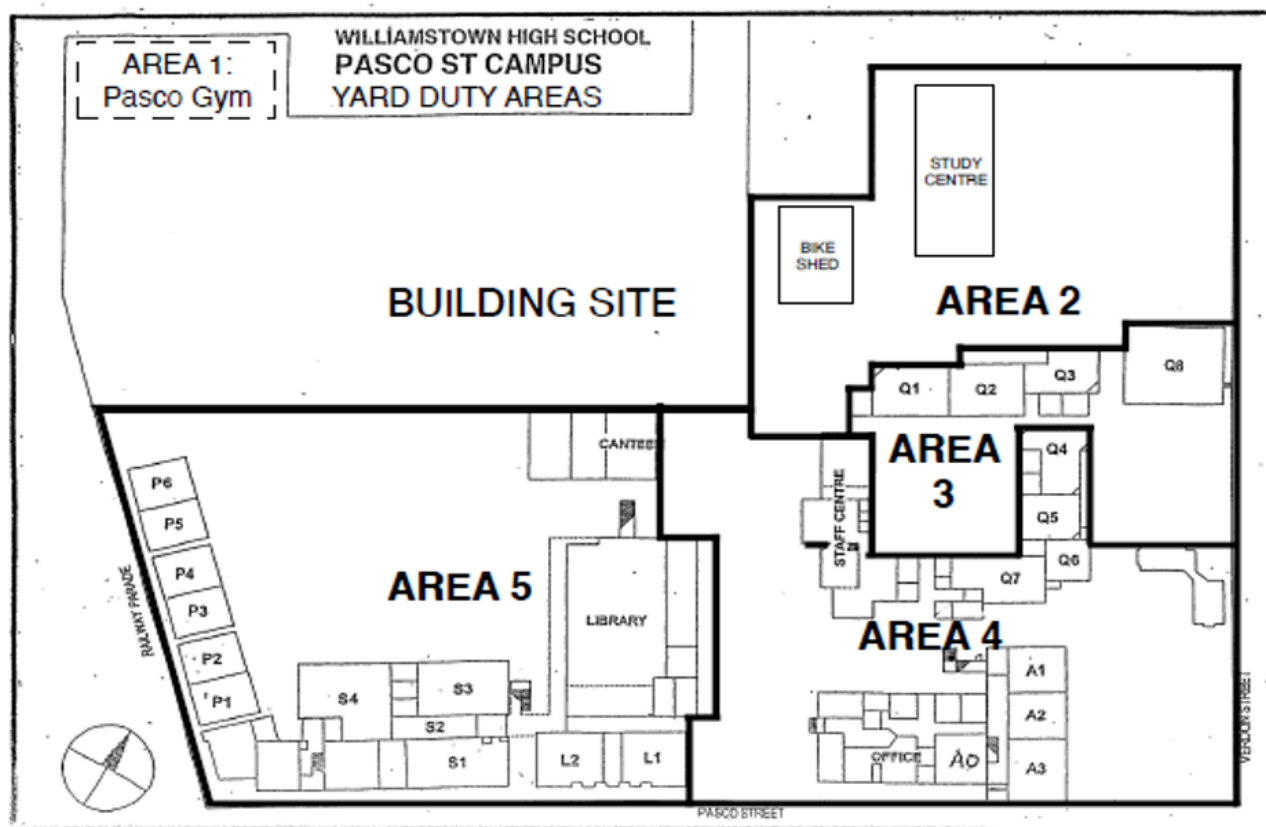 AREA 1:
Pasco Gym
WILLIAMSTOWN HIGH SCHOOL
PASCO ST CAMPUS
YARD DUTY AREAS
STUDY
CENTRE
BIKE
SHED
BUILDING SITE
AREA 2
Q1
Q2
Q3
Q8
CANTEE
AREA
3
Q4
Q5
Q6
Q7
STAFF CENTRE
P6
P5
P4
P3
P2
P1
RAILWAY PARADE
AREA 5
LIBRARY
AREA 4
S4
S3
S2
S1
L2
L1
A1
A2
A3
OFFICE
AO
VERDON STREET
PASCO STREET